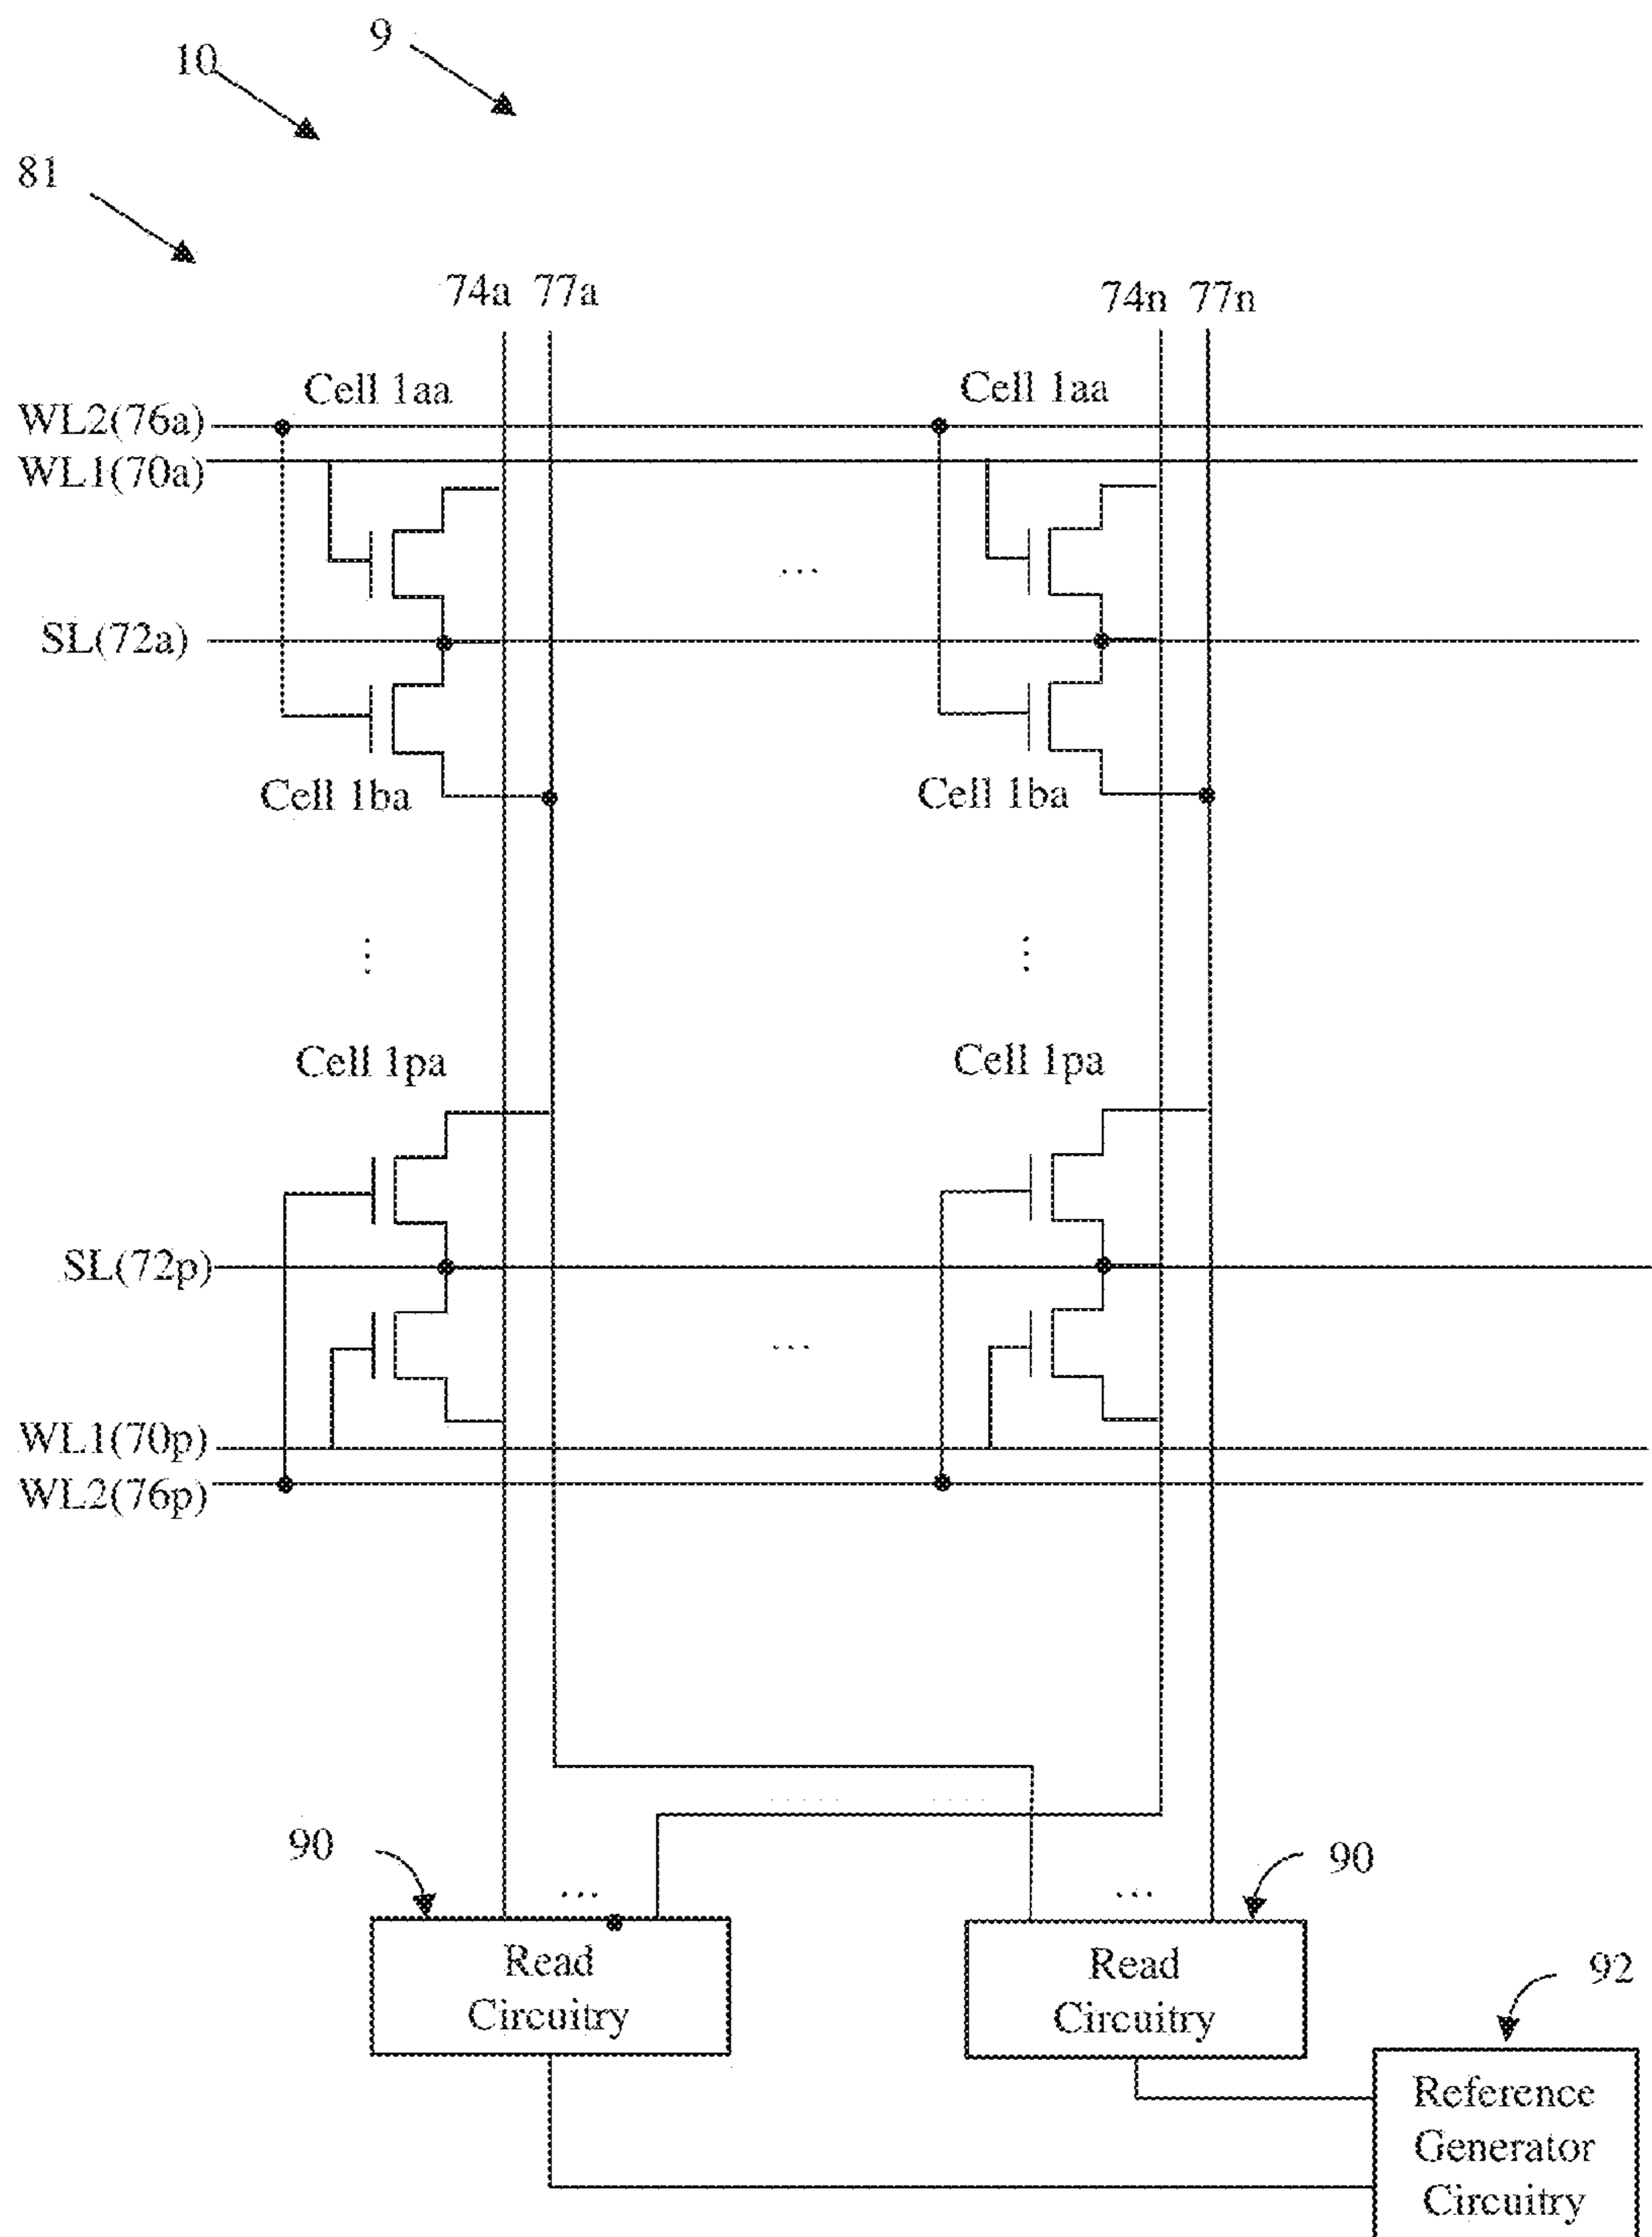 9
10
81
74a 77a
74n 77n
Cell 1aa
Cell 1aa
WL2(76a)
WL1(70a)
...
SL(72a)
Cell 1ba
Cell 1ba
Cell 1pa
Cell 1pa
SL(72p)
...
WL1(70p)
WL2(76p)
90
90
...
...
Read
Circuitry
Read
Circuitry
92
Reference
Generator
Circuitry